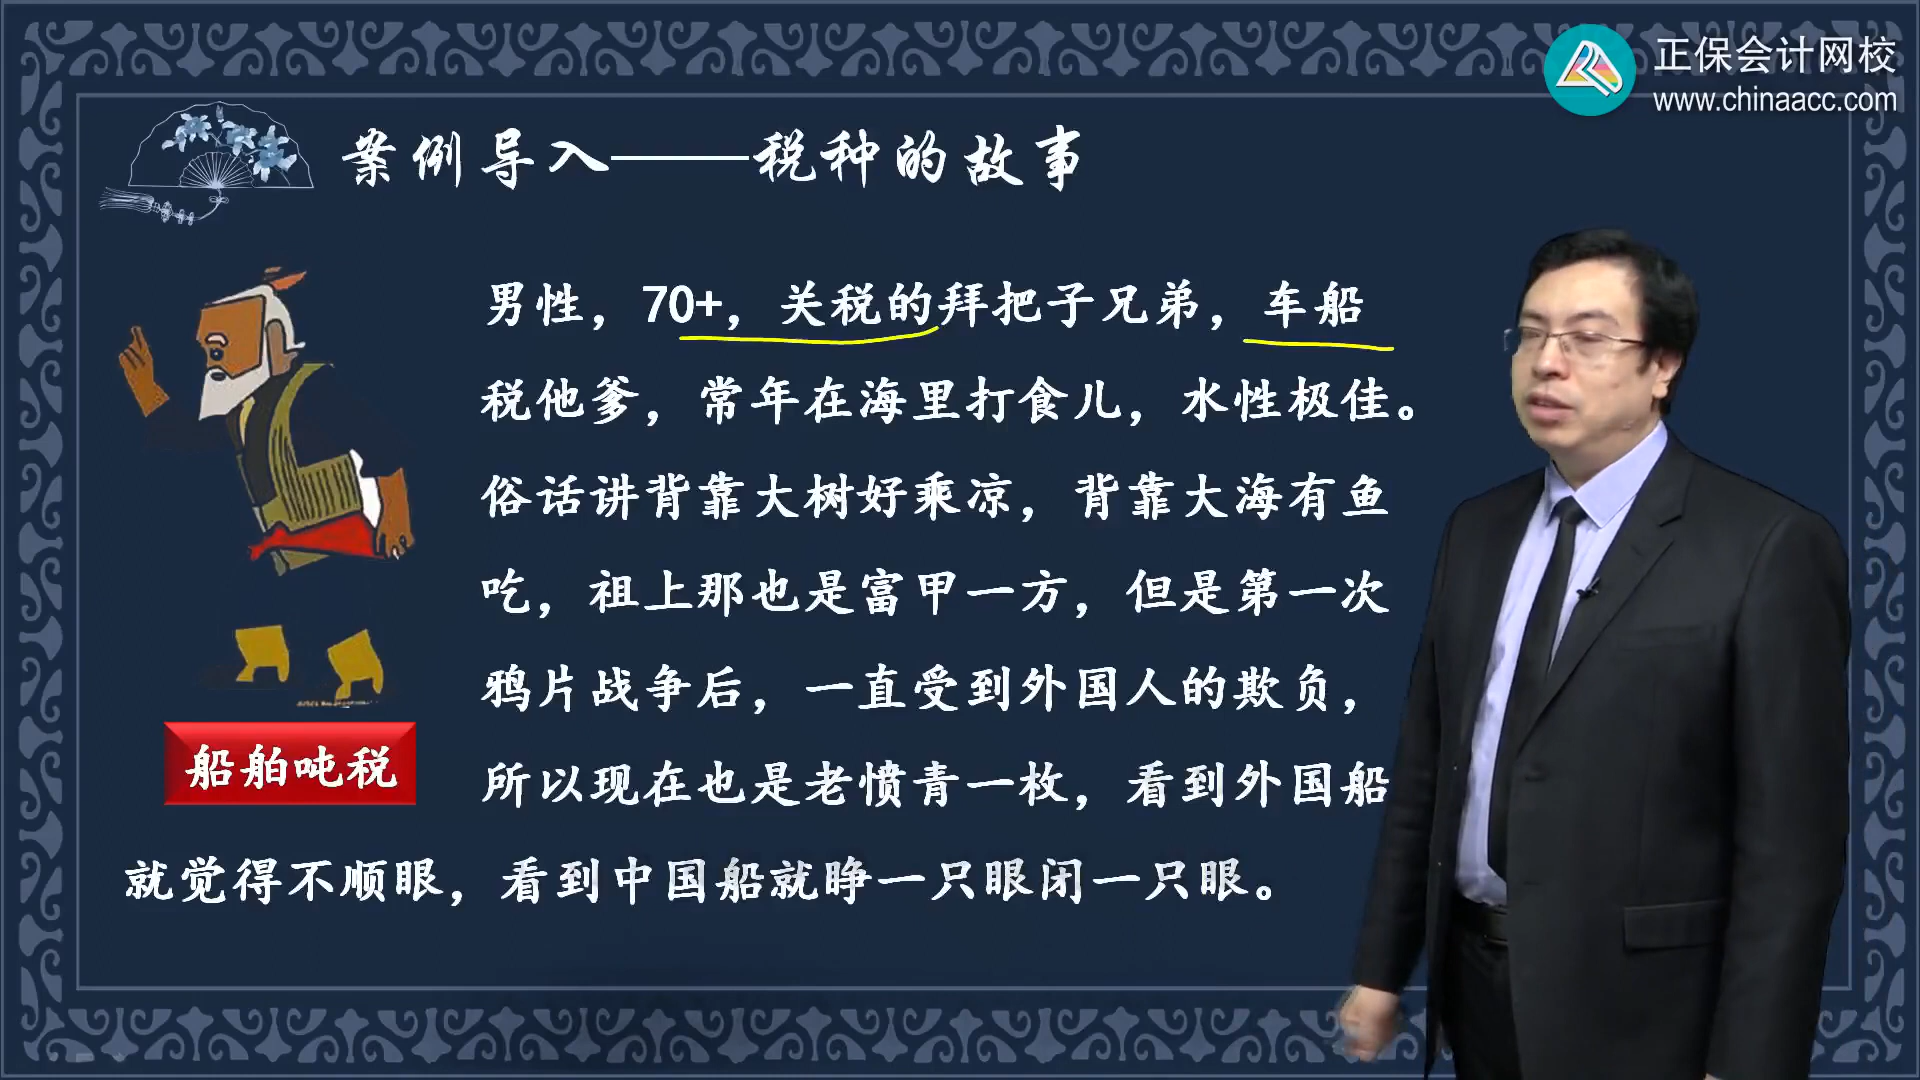 正保会计网校
www.chinaacc.com
案例导入——税种的故事
男性，70+，关税的拜把子兄弟，车船
税他爹，常年在海里打食儿，水性极佳。
俗话讲背靠大树好乘凉，背靠大海有鱼
吃，祖上那也是富甲一方，但是第一次
鸦片战争后，一直受到外国人的欺负，
所以现在也是老愤青一枚，看到外国船
就觉得不顺眼，看到中国船就睁一只眼闭一只眼。
船舶吨税